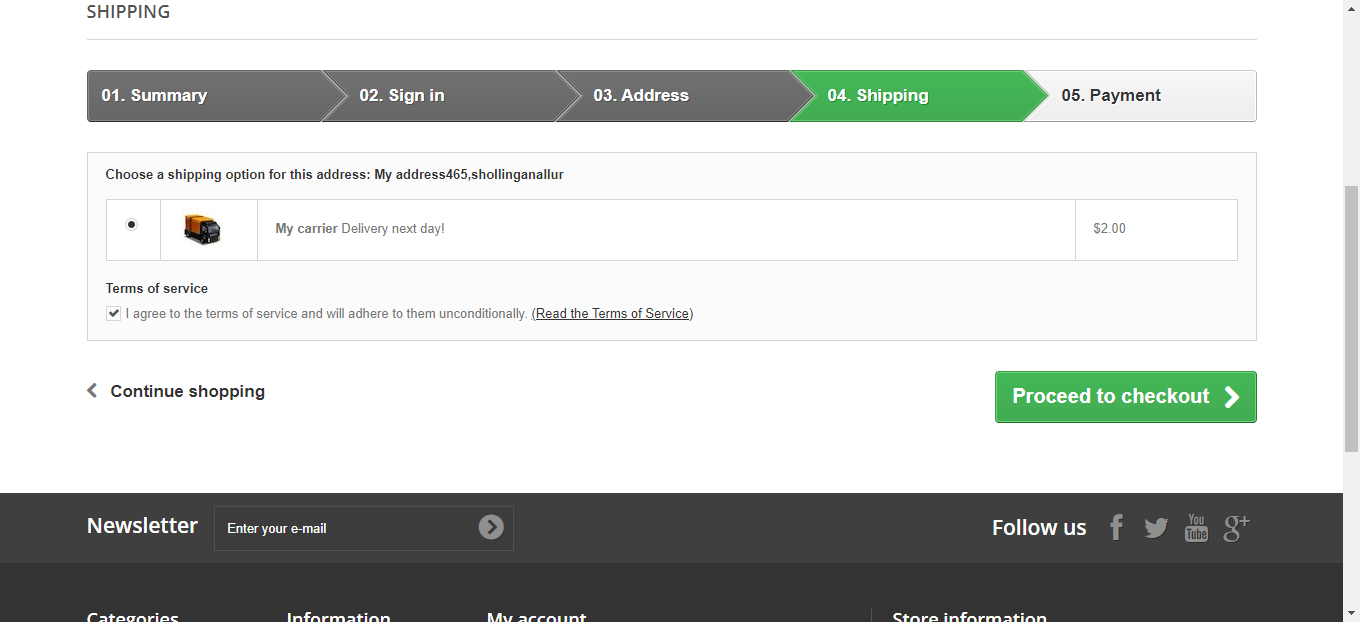 SHIPPING
01. Summary 02. Sign in 03. Address 04. Shipping 05. Payment
Choose a shipping option for this address: My address465,shollinganallur
My carrier Delivery next day! $2.00
Terms of service
I agree to the terms of service and will adhere to them unconditionally. (Read the Terms of Service)
Continue shopping Proceed to checkout
Newsletter Enter your e-mail Follow us You Tube g+
Categories Information My account Store information